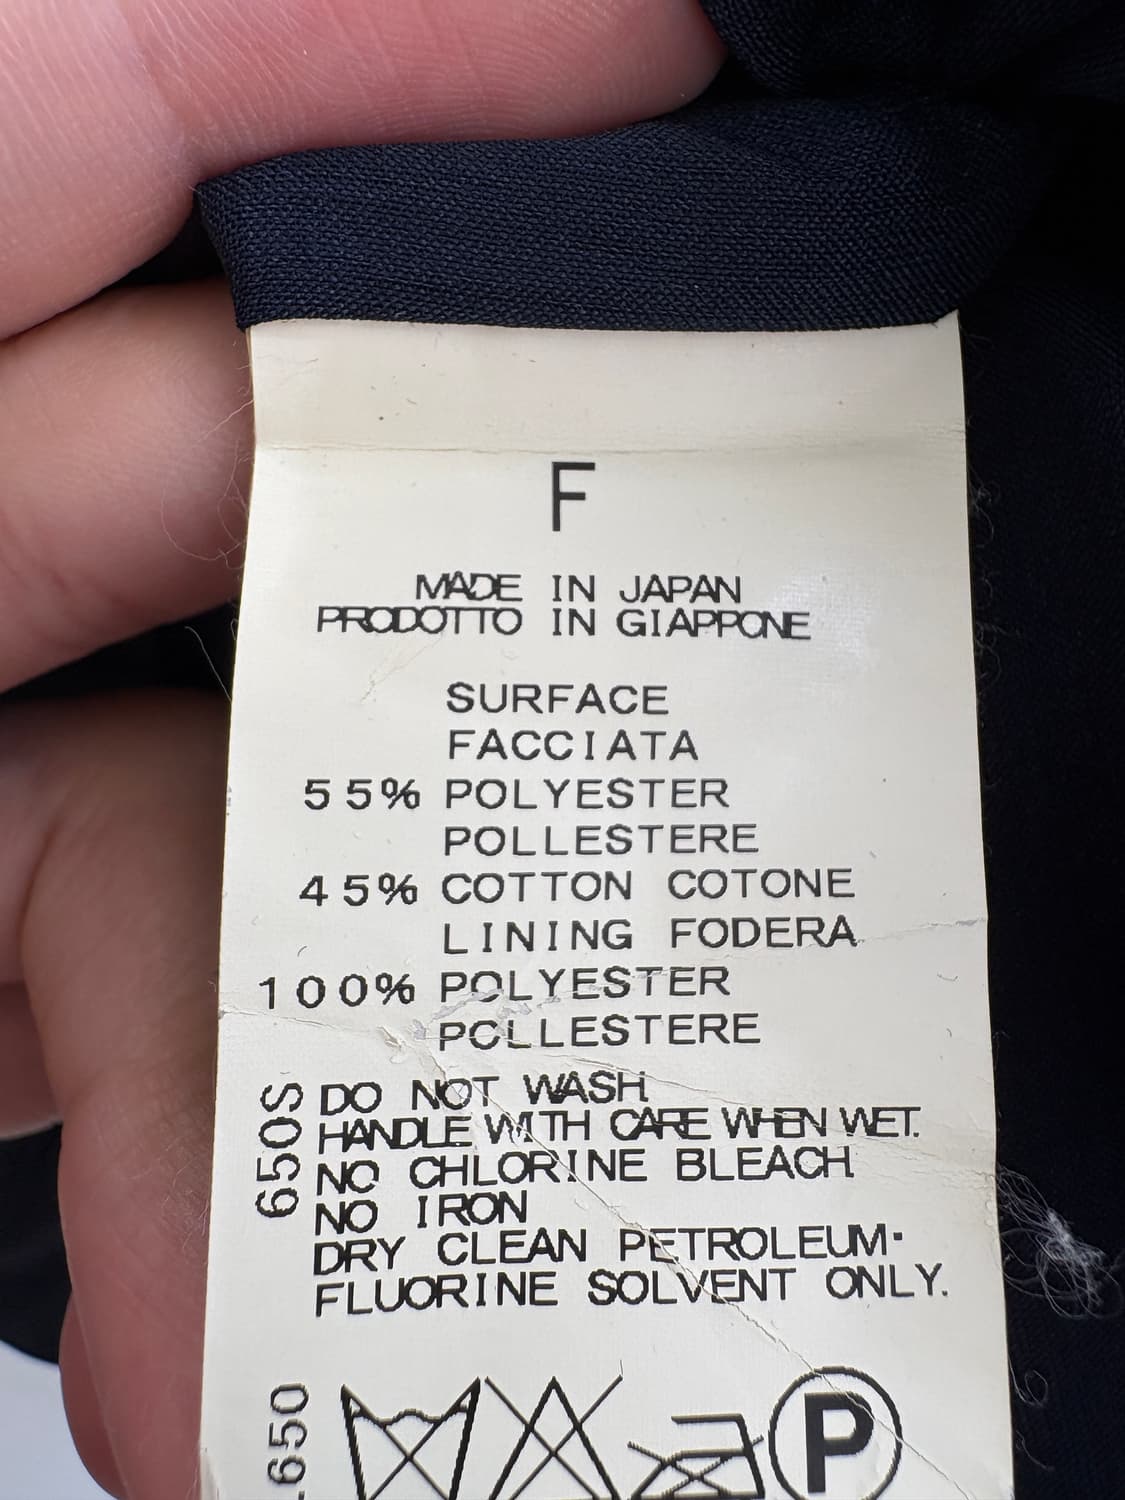 F
MADE IN JAPAN
PRODOTTO IN GIAPPONE
SURFACE
FACCIATA
55% POLYESTER
POLLESTERE
45% COTTON COTONE
LINING FODERA
100% POLYESTER
POLLESTERE
DO NOT WASH
HANDLE WITH CARE WHEN WET.
NO CHLORINE BLEACH
NO IRON
DRY CLEAN PETROLEUM·
FLUORINE SOLVENT ONLY.
650S
650
P